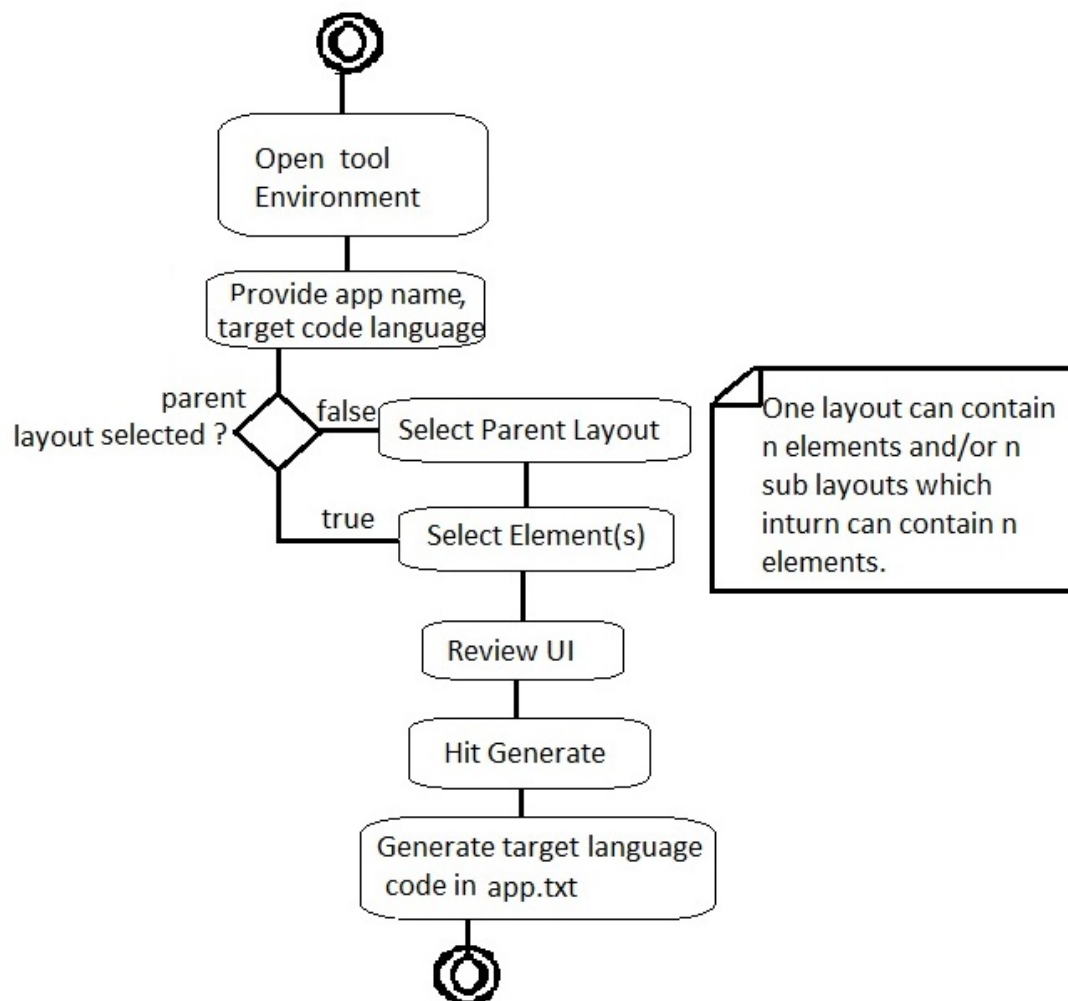 Open tool
Environment
Provide app name,
target code language
parent
layout selected ?
false
Select Parent Layout
true
Select Element(s)
One layout can contain
n elements and/or n
sub layouts which
inturn can contain n
elements.
Review UI
Hit Generate
Generate target language
code in app.txt